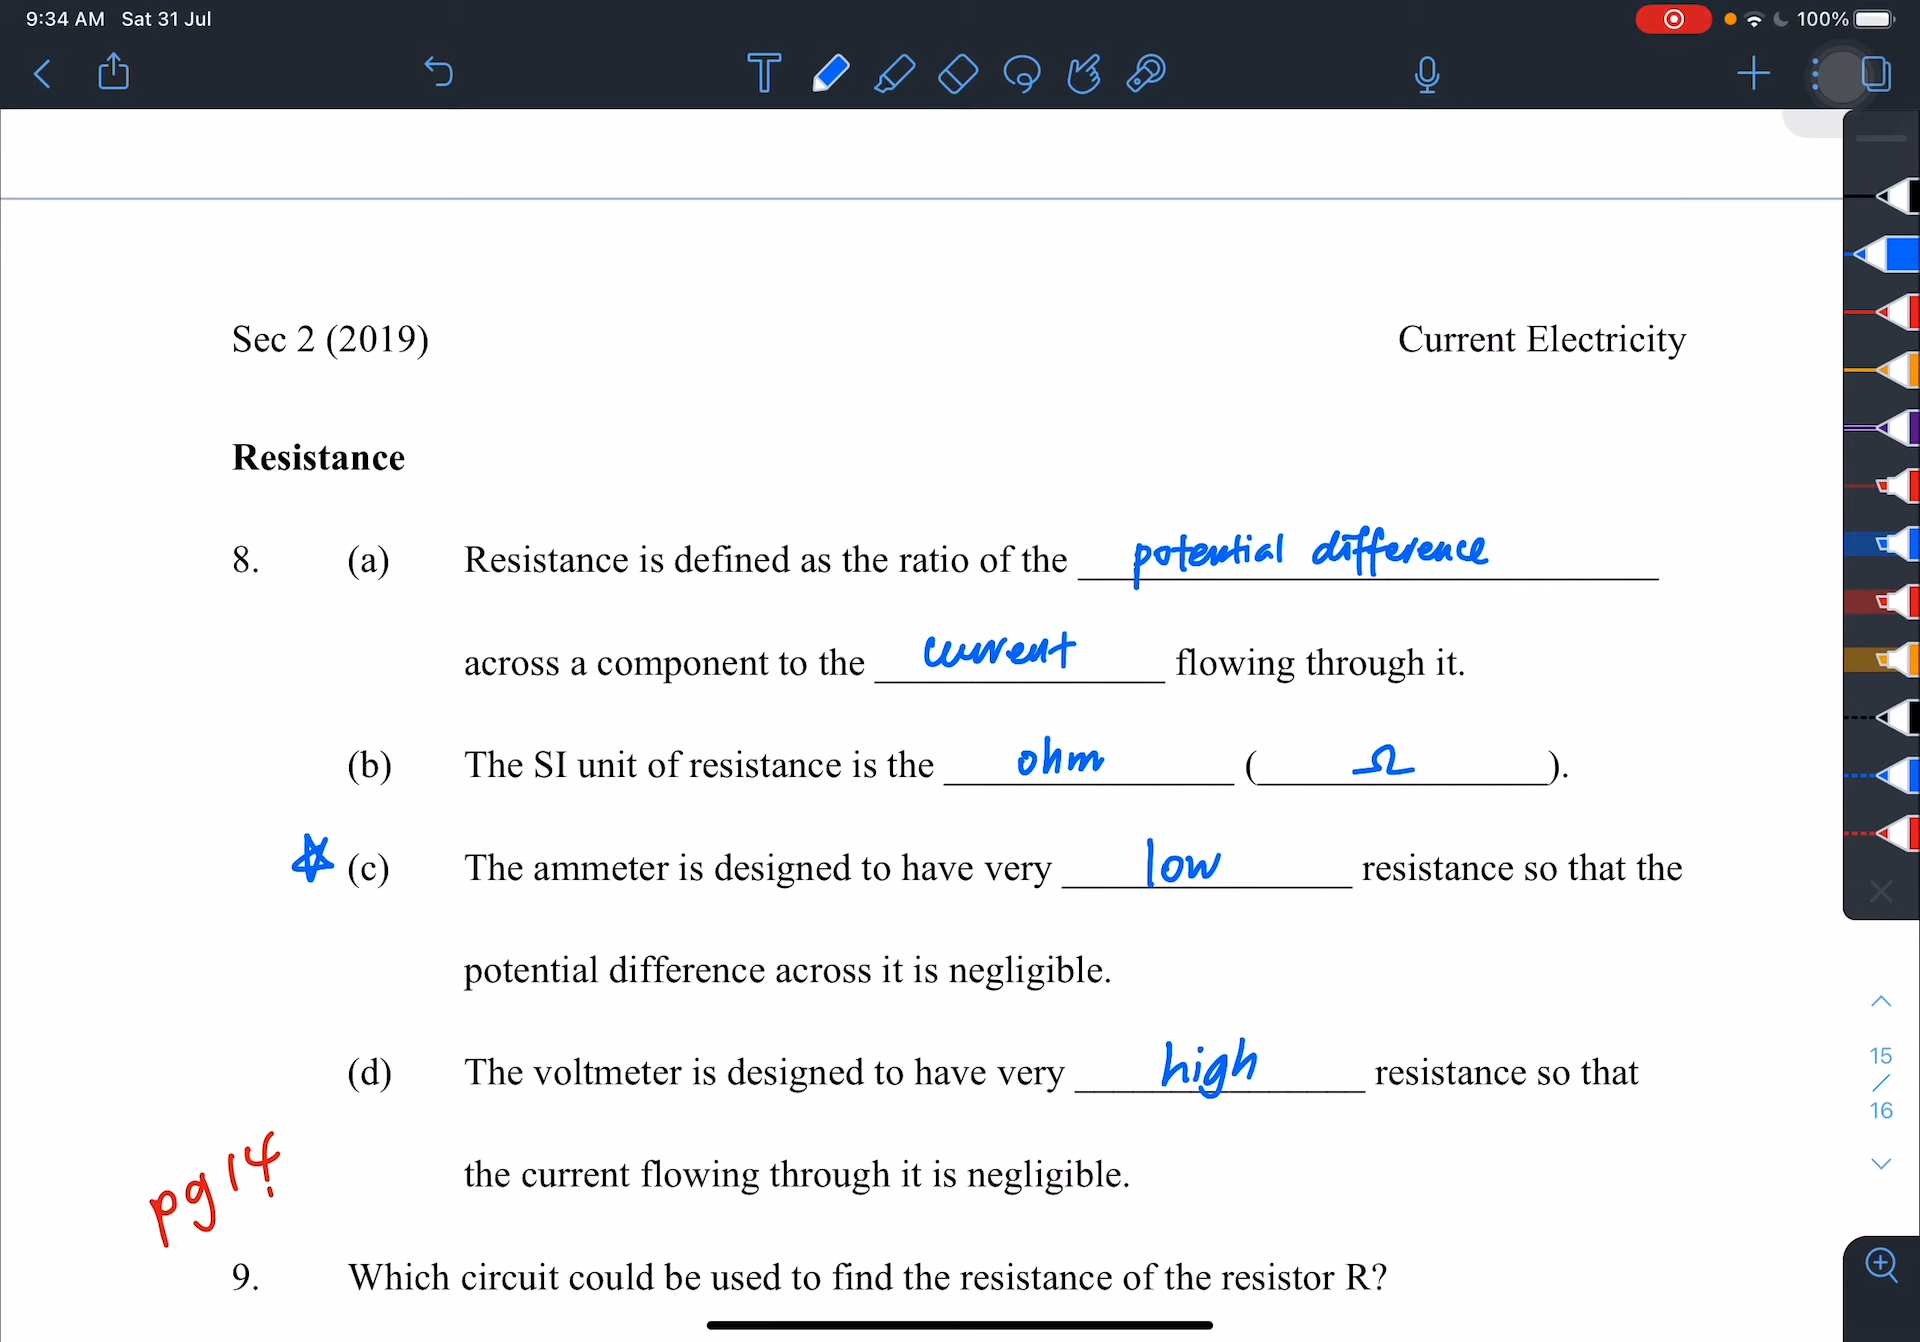 9:34 AM Sat 31 Jul 100%
T
Sec 2 (2019) Current Electricity
Resistance
8. (a) Resistance is defined as the ratio of the potential difference
across a component to the current flowing through it.
(b) The SI unit of resistance is the ohm (Ω).
(c) The ammeter is designed to have very low resistance so that the
potential difference across it is negligible.
(d) The voltmeter is designed to have very high resistance so that
the current flowing through it is negligible.
pg 14
9. Which circuit could be used to find the resistance of the resistor R?
15
/
16